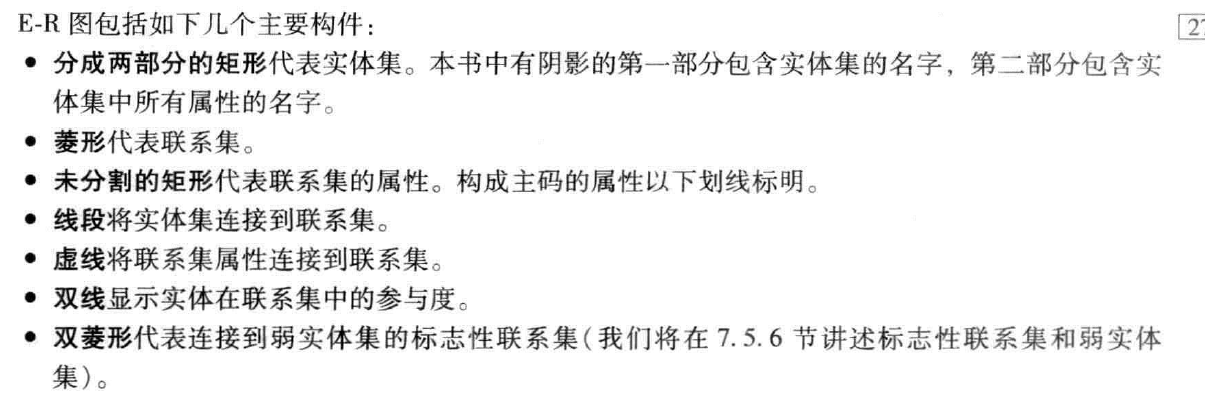 E-R 图包括如下几个主要构件：
● 分成两部分的矩形代表实体集。本书中有阴影的第一部分包含实体集的名字，第二部分包含实
体集中所有属性的名字。
● 菱形代表联系集。
● 未分割的矩形代表联系集的属性。构成主码的属性以下划线标明。
● 线段将实体集连接到联系集。
● 虚线将联系集属性连接到联系集。
● 双线显示实体在联系集中的参与度。
● 双菱形代表连接到弱实体集的标志性联系集（我们将在 7.5.6 节讲述标志性联系集和弱实体
集）。